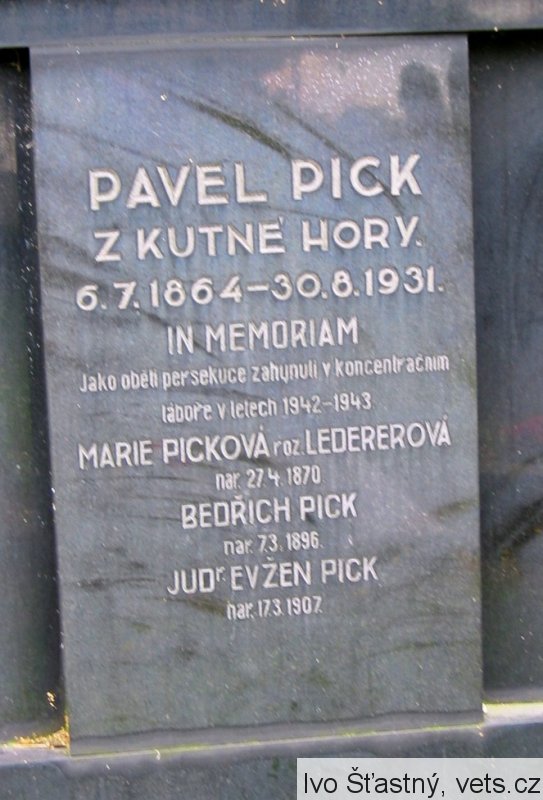 PAVEL PICK
Z KUTNÉ HORY.
6.7.1864–30.8.1931.
IN MEMORIAM
Jako oběti persekuce zahynuli v koncentračním
táboře v letech 1942–1943
MARIE PICKOVÁ roz. LEDEREROVÁ
nar. 27.4.1870
BEDŘICH PICK
nar. 7.3.1896.
JUDr EVŽEN PICK
nar. 17.3.1907.
Ivo Šťastný, vets.cz